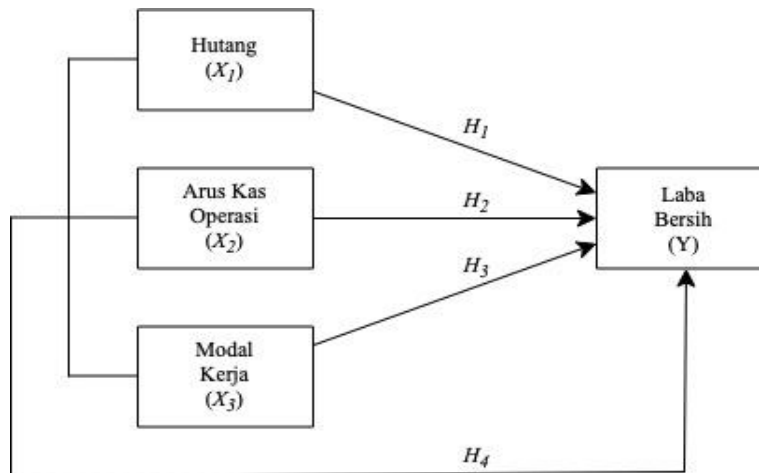 Hutang
(X1)
H1
Arus Kas
Operasi
(X2)
H2
Laba
Bersih
(Y)
H3
Modal
Kerja
(X3)
H4